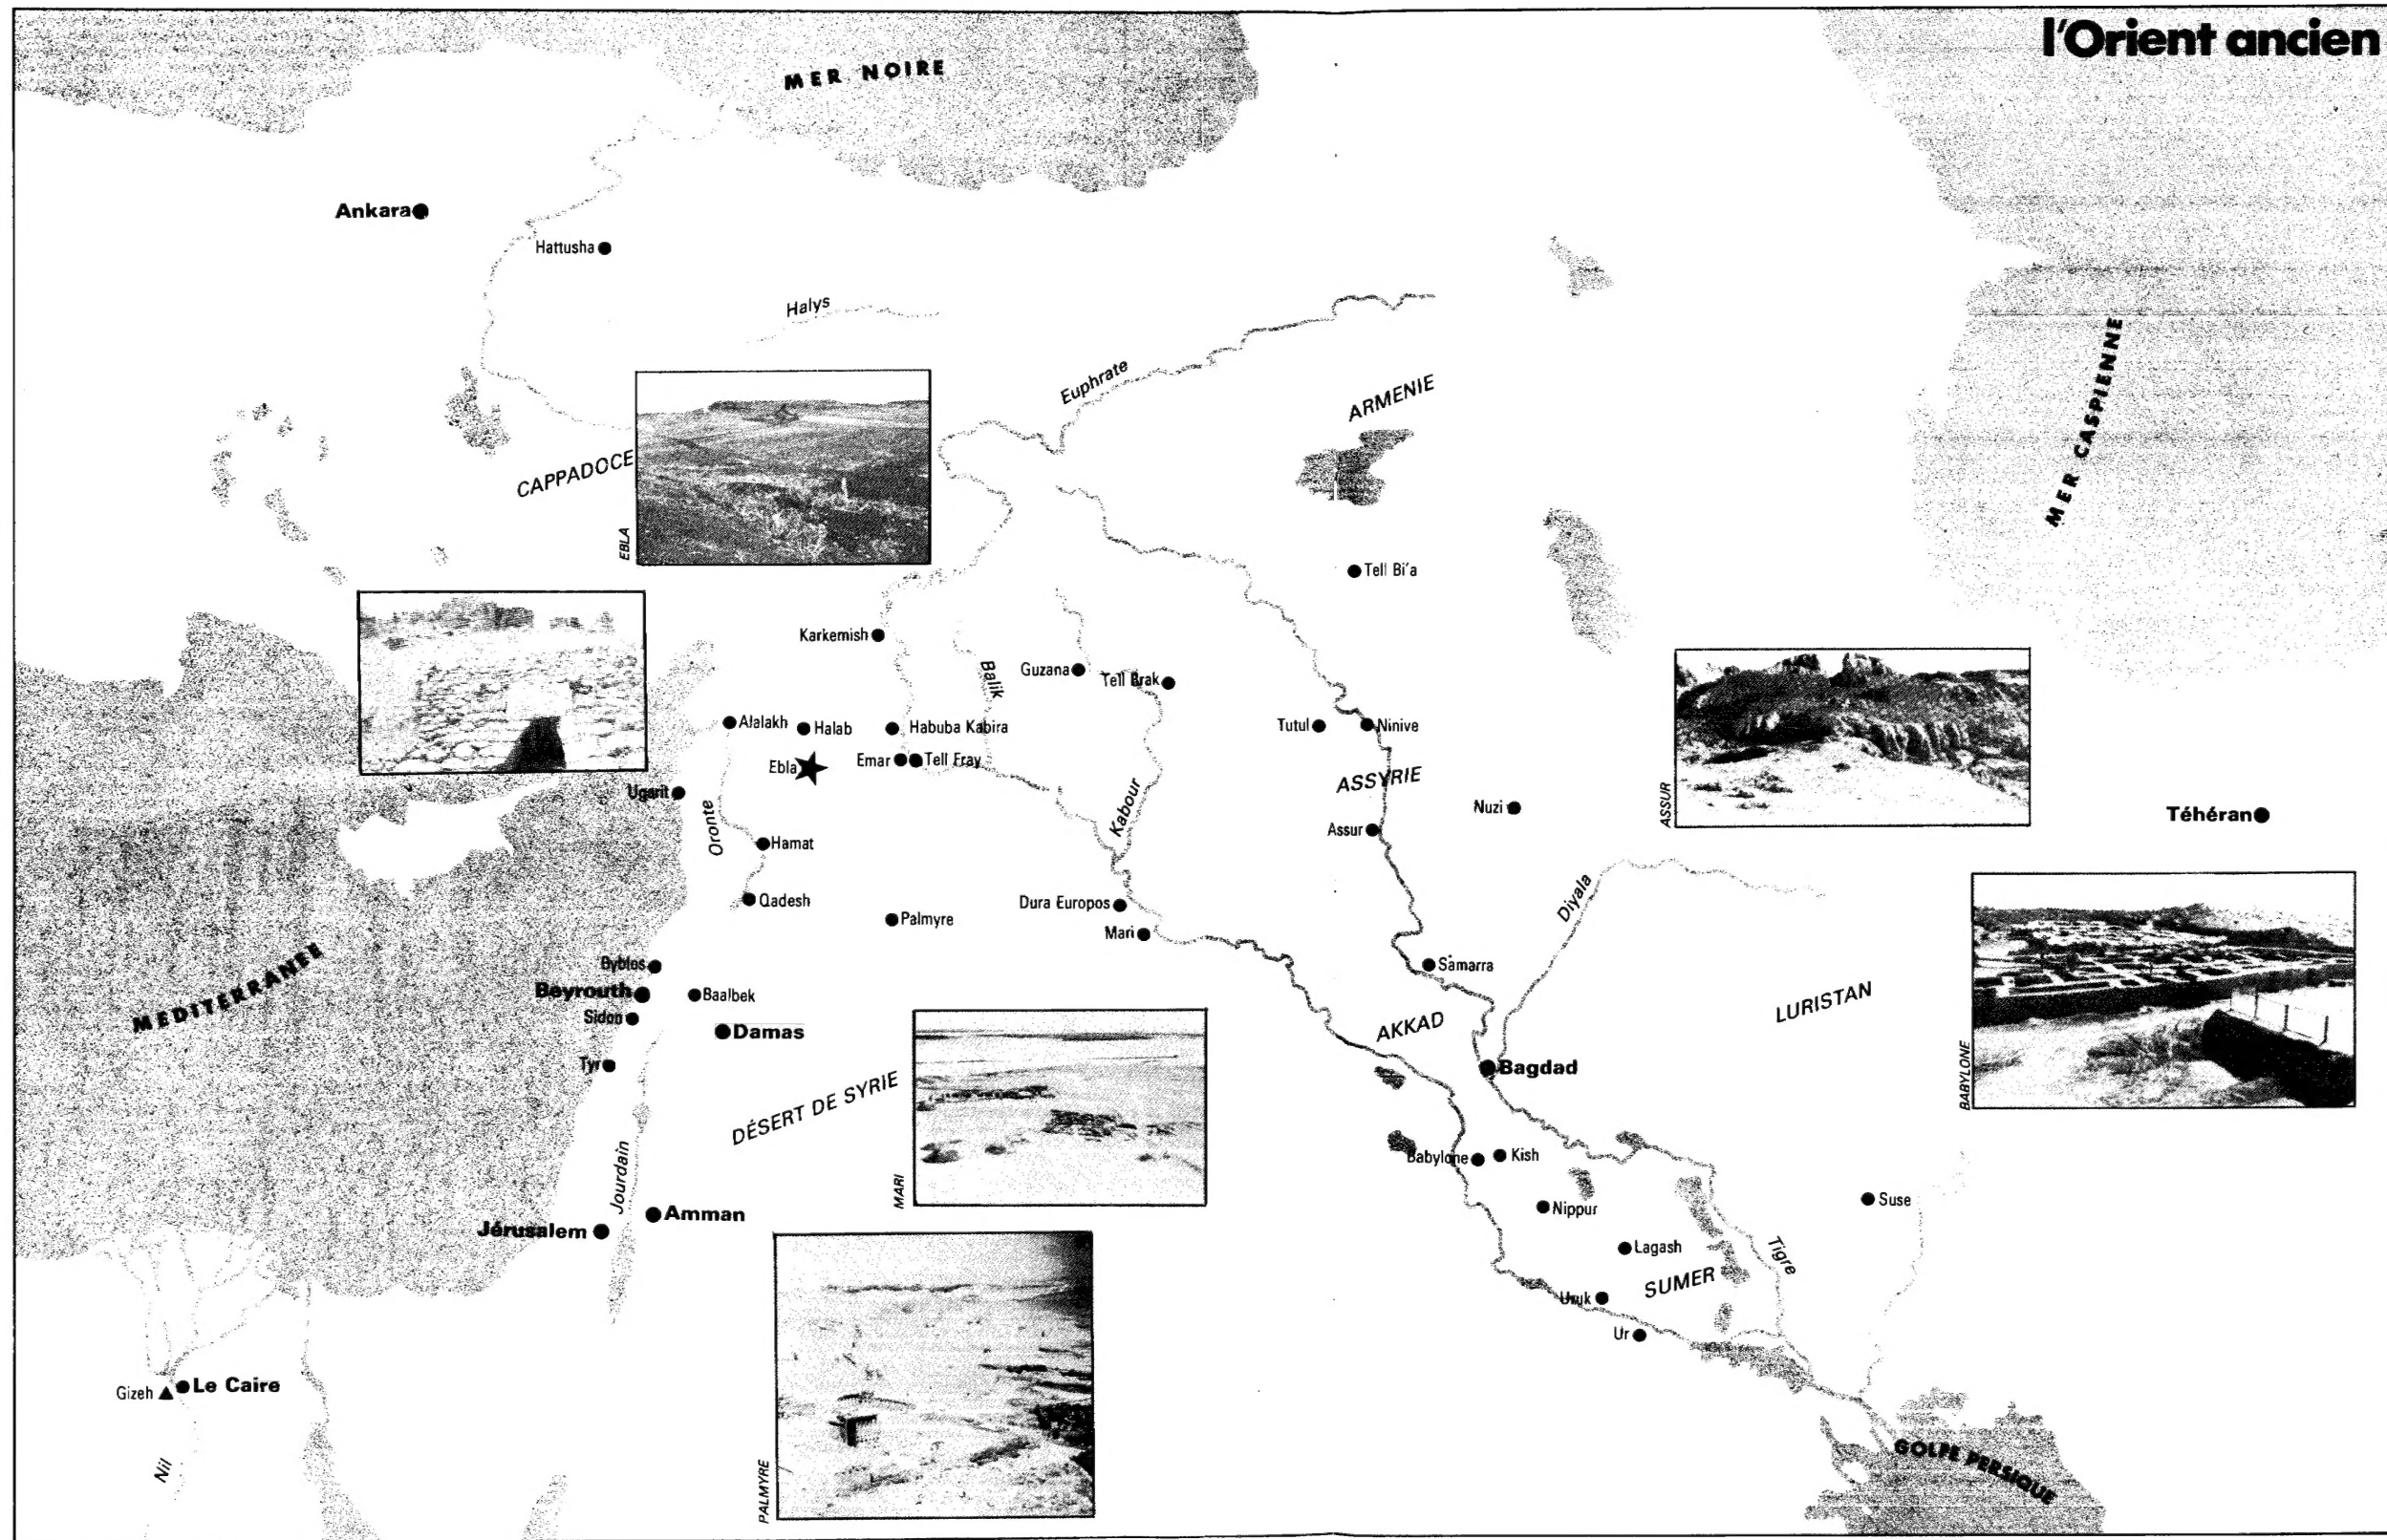 l'Orient ancien
MER NOIRE
Ankara
Hattusha
Halys
Euphrate
ARMENIE
MER CASPIENNE
CAPPADOCE
EBLA
Tell Bi'a
Karkemish
Balik
Guzana
Tell Brak
Alalakh
Halab
Habuba Kabira
Tutul
Ninive
Ebla
Emar
Tell Fray
ASSYRIE
Ugarit
Oronte
Kabour
Nuzi
ASSUR
Téhéran
Hamat
Assur
Qadesh
Palmyre
Dura Europos
Mari
Diyala
MEDITERRANÉE
Byblos
Samarra
Beyrouth
Baalbek
LURISTAN
Sidon
Damas
AKKAD
Tyr
Bagdad
BABYLONE
DÉSERT DE SYRIE
Jourdain
MARI
Babylone
Kish
Amman
Jérusalem
Nippur
Suse
Lagash
Tigre
SUMER
Uruk
Ur
Gizeh
Le Caire
Nil
PALMYRE
GOLFE PERSIQUE